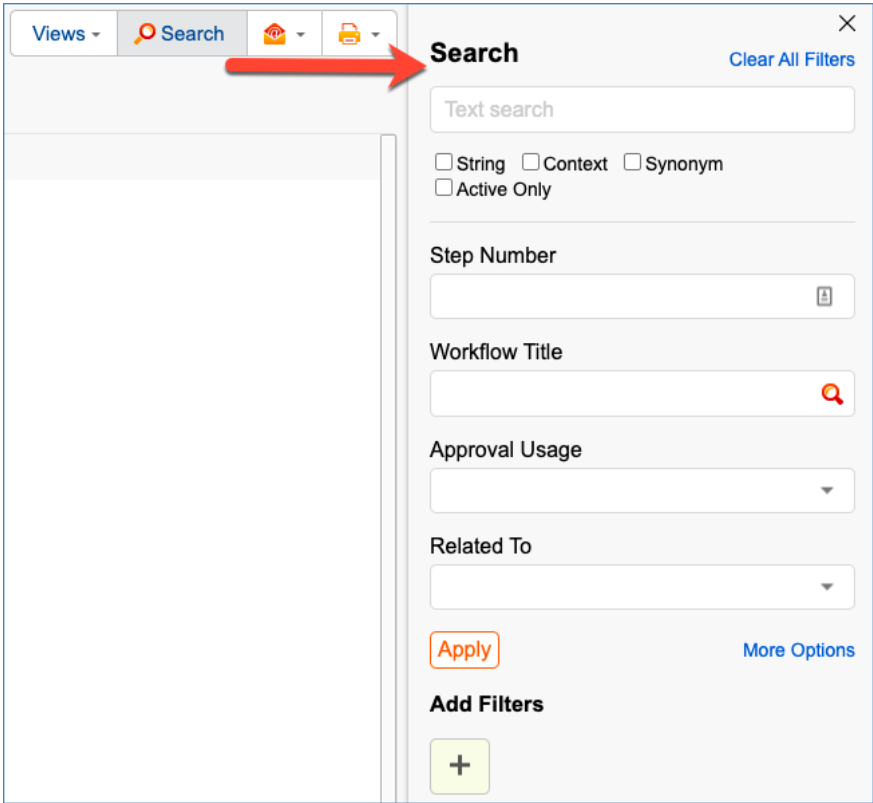 Views
Search
Search
Clear All Filters
Text search
String Context Synonym
Active Only
Step Number
Workflow Title
Approval Usage
Related To
Apply
More Options
Add Filters
+